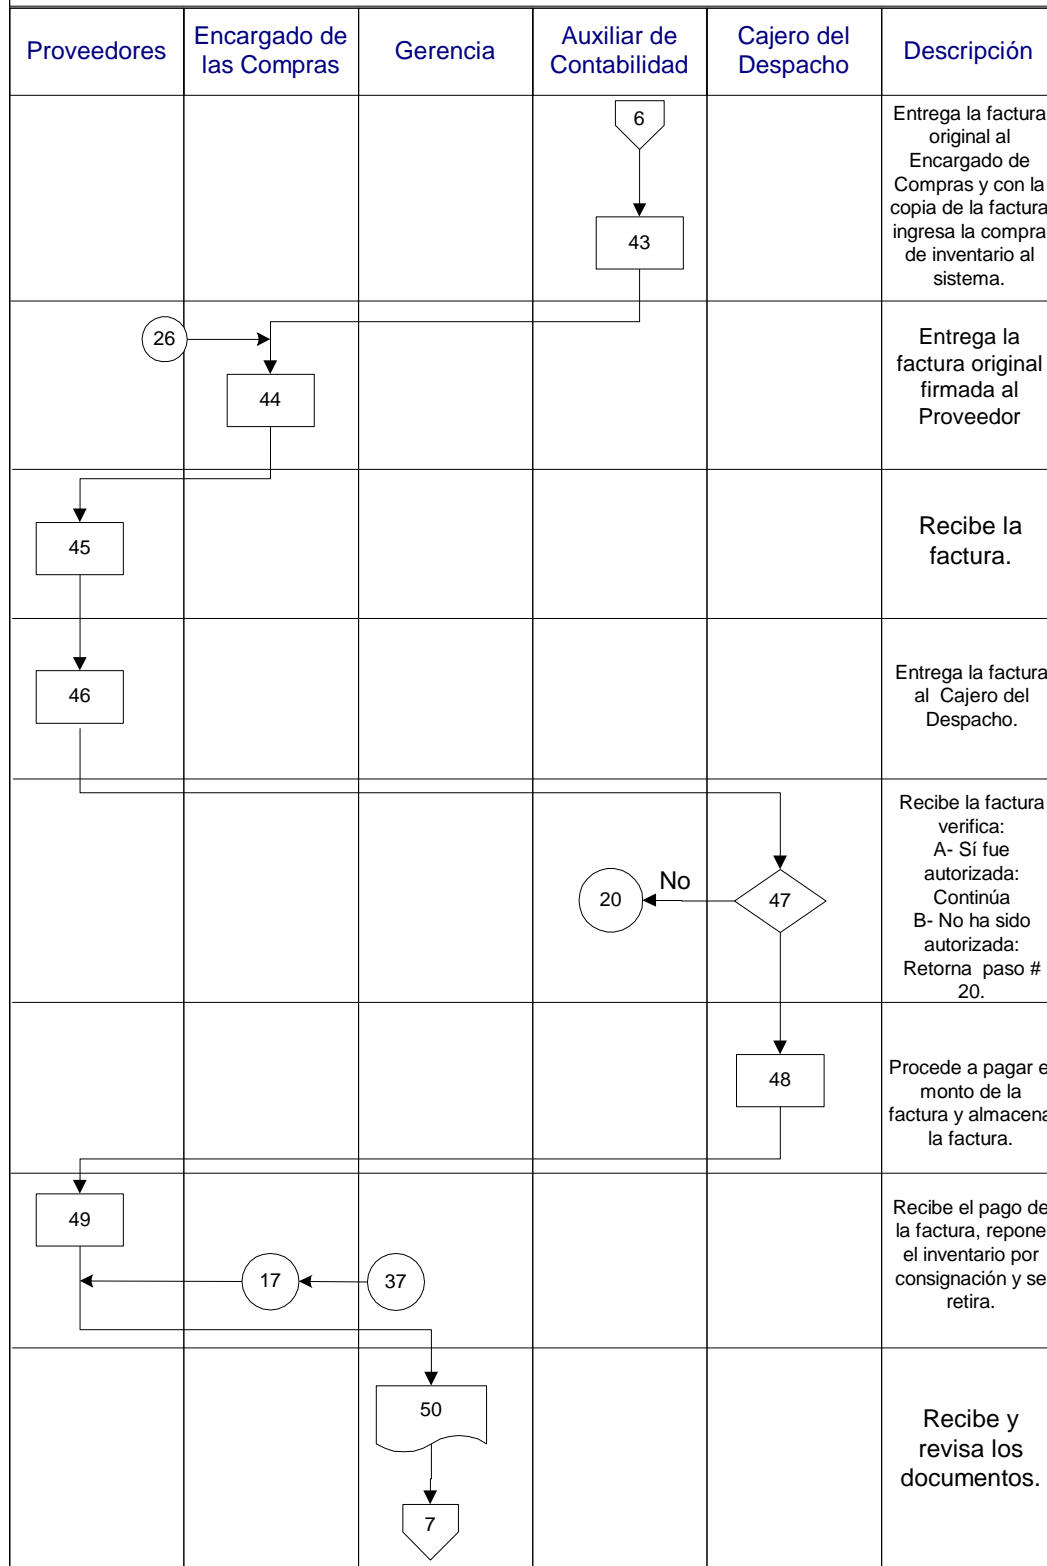 Proveedores
Encargado de
las Compras
Gerencia
Auxiliar de
Contabilidad
Cajero del
Despacho
Descripción
6
43
Entrega la factura
original al
Encargado de
Compras y con la
copia de la factura
ingresa la compra
de inventario al
sistema.
26
44
Entrega la
factura original
firmada al
Proveedor
45
Recibe la
factura.
46
Entrega la factura
al Cajero del
Despacho.
20
No
47
Recibe la factura
verifica:
A- Sí fue
autorizada:
Continúa
B- No ha sido
autorizada:
Retorna paso #
20.
48
Procede a pagar e
monto de la
factura y almacena
la factura.
49
17
37
Recibe el pago de
la factura, repone
el inventario por
consignación y se
retira.
50
7
Recibe y
revisa los
documentos.